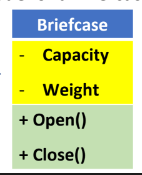 Briefcase
- Capacity
- Weight
+ Open()
+ Close()